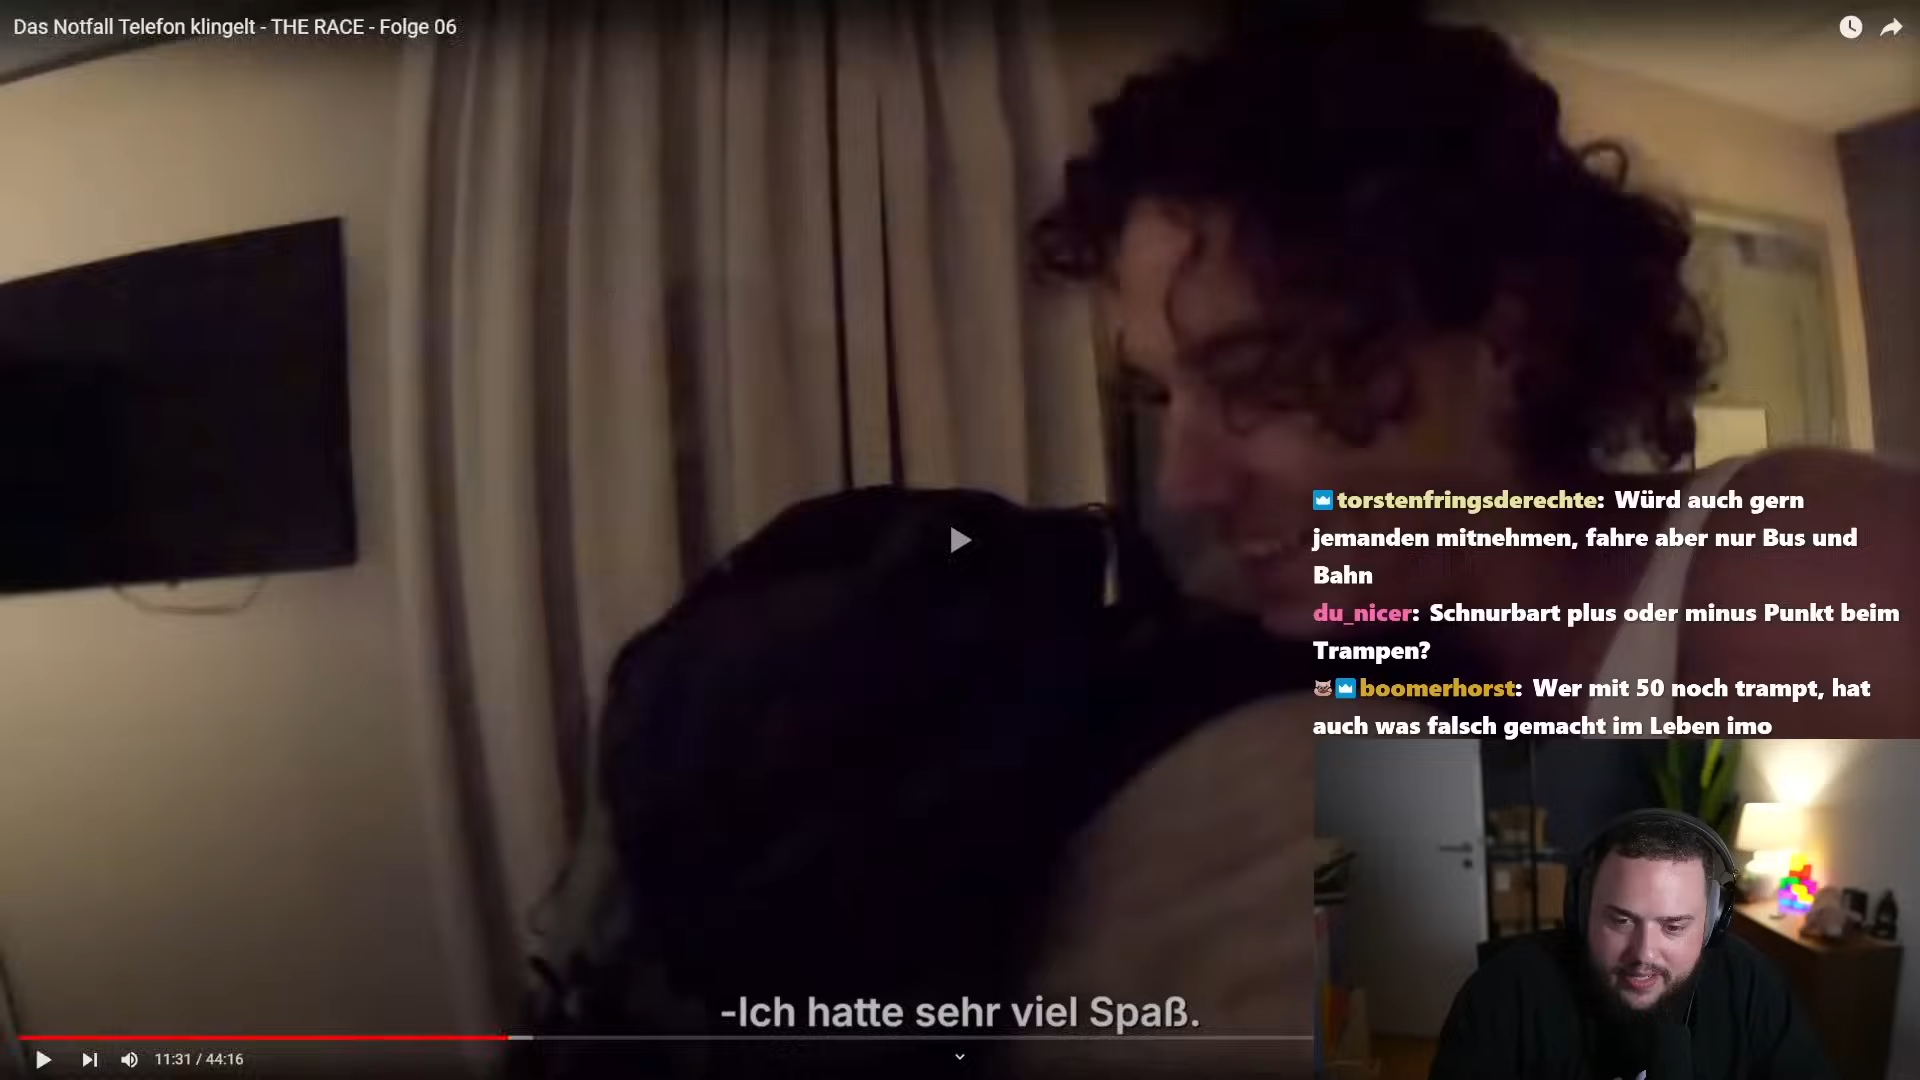 Das Notfall Telefon klingelt - THE RACE - Folge 06
torstenfringsderechte: Würd auch gern
jemanden mitnehmen, fahre aber nur Bus und
Bahn
du_nicer: Schnurbart plus oder minus Punkt beim
Trampen?
boomerhorst: Wer mit 50 noch trampt, hat
auch was falsch gemacht im Leben imo
-Ich hatte sehr viel Spaß.
11:31 / 44:16